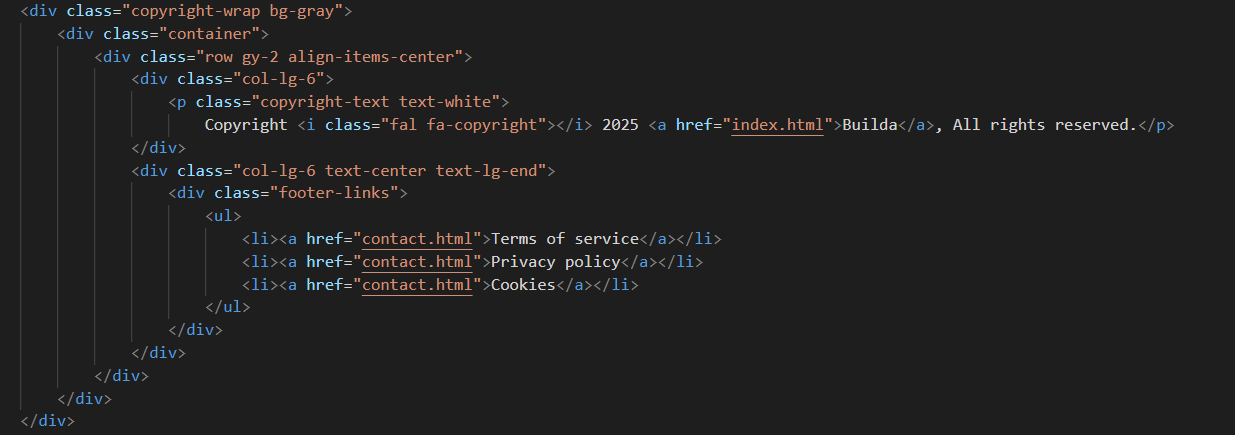 <div class="copyright-wrap bg-gray">
    <div class="container">
        <div class="row gy-2 align-items-center">
            <div class="col-lg-6">
                <p class="copyright-text text-white">
                    Copyright <i class="fal fa-copyright"></i> 2025 <a href="index.html">Builda</a>, All rights reserved.</p>
            </div>
            <div class="col-lg-6 text-center text-lg-end">
                <div class="footer-links">
                    <ul>
                        <li><a href="contact.html">Terms of service</a></li>
                        <li><a href="contact.html">Privacy policy</a></li>
                        <li><a href="contact.html">Cookies</a></li>
                    </ul>
                </div>
            </div>
        </div>
    </div>
</div>